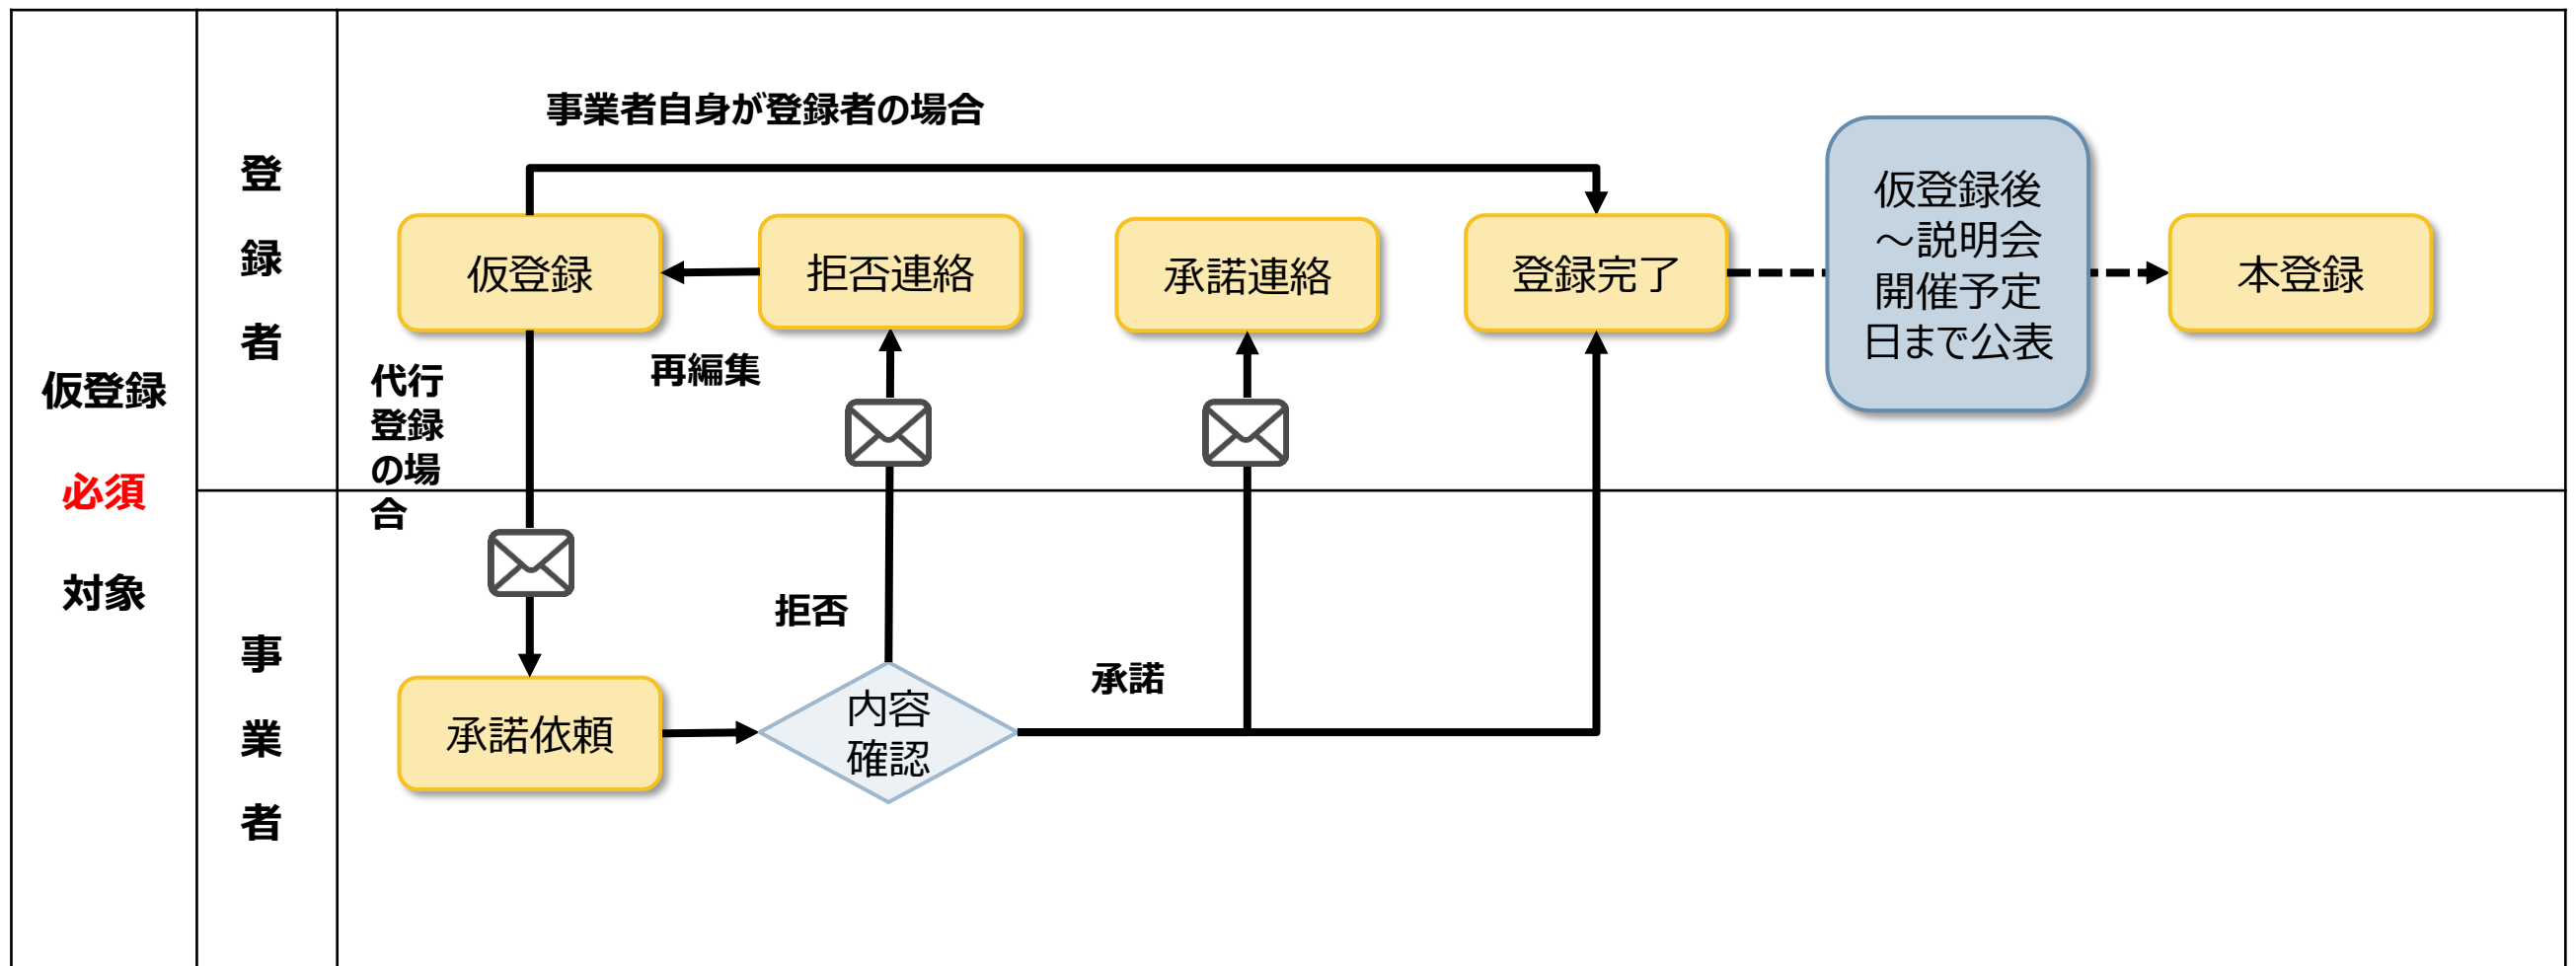 仮登録
必須
対象
登
録
者
事業者自身が登録者の場合
仮登録
拒否連絡
承諾連絡
登録完了
仮登録後
～説明会
開催予定
日まで公表
本登録
代行
登録
の場
合
再編集
事
業
者
拒否
承諾
承諾依頼
内容
確認